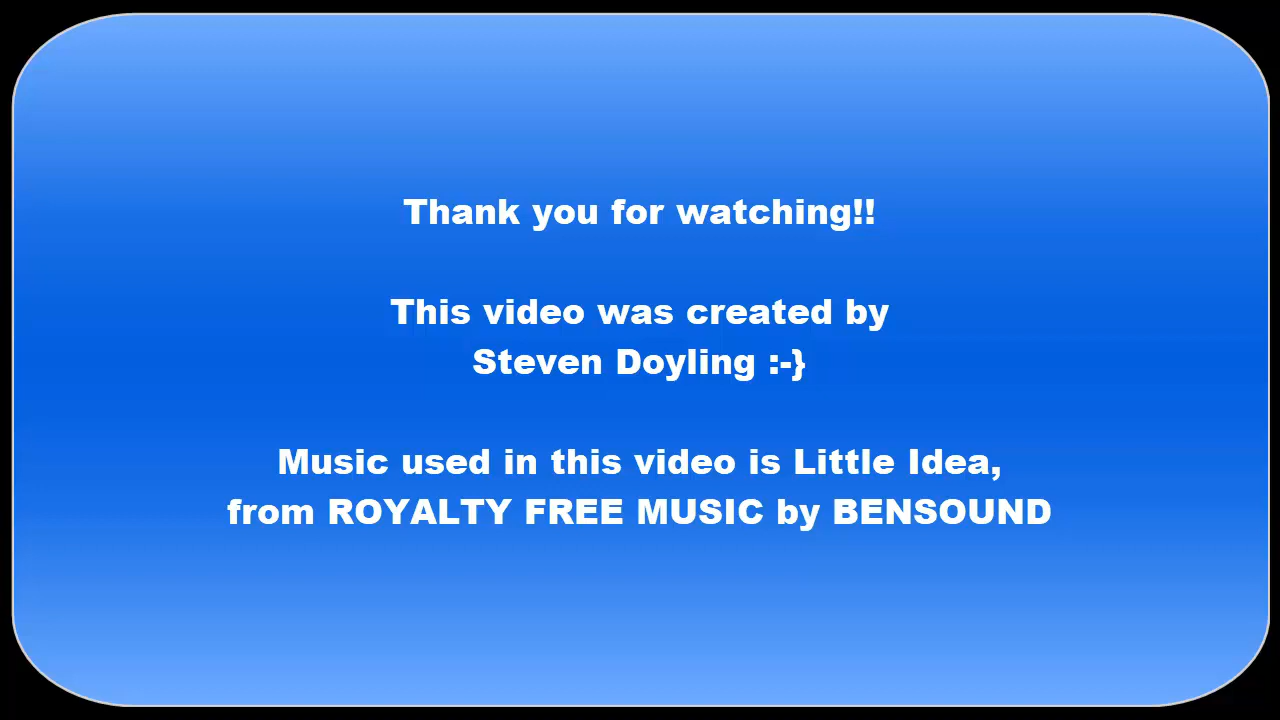 Thank you for watching!!
This video was created by
Steven Doyling :-}
Music used in this video is Little Idea,
from ROYALTY FREE MUSIC by BENSOUND